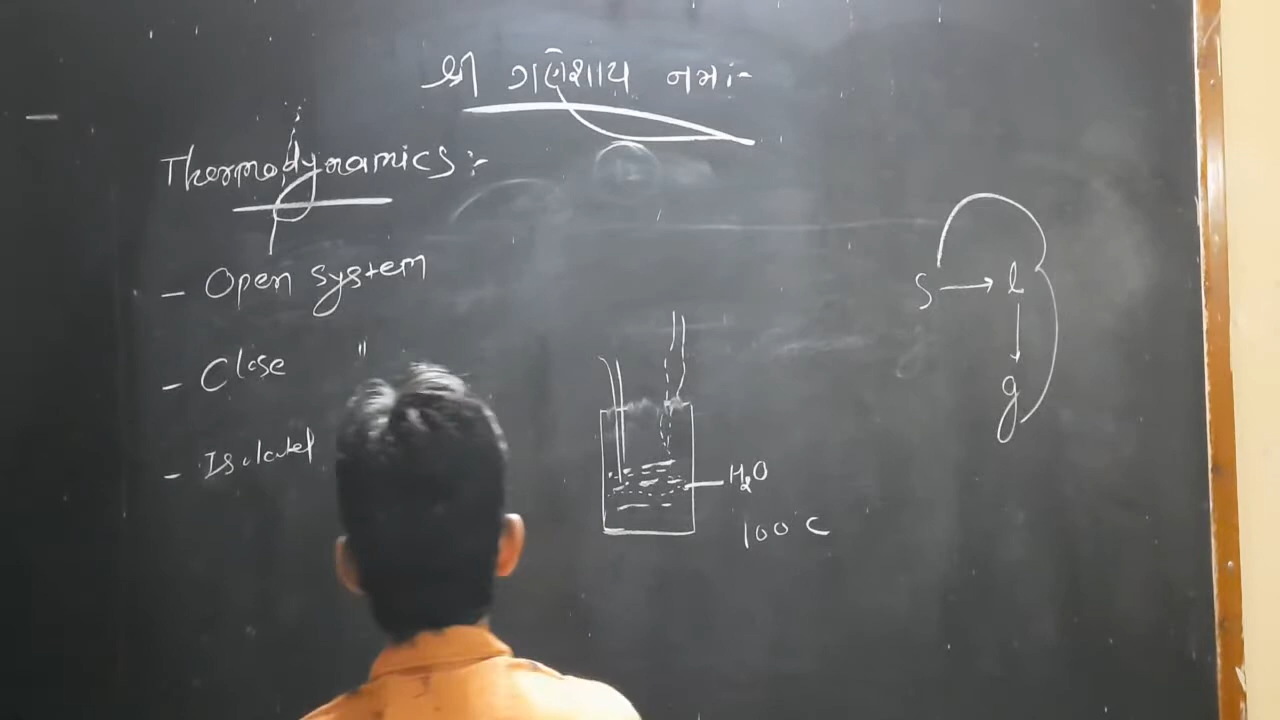 શ્રી ગણેશાય નમઃ-
Thermodynamics :-
- Open system
- Close "
- Isolated
S → l
↓
g
H₂O
100 C